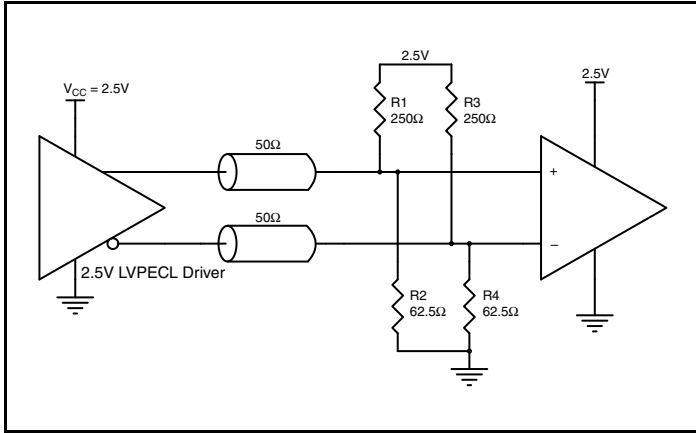 2.5V
2.5V
V_CC = 2.5V
R1
250Ω
R3
250Ω
50Ω
+
50Ω
−
2.5V LVPECL Driver
R2
62.5Ω
R4
62.5Ω